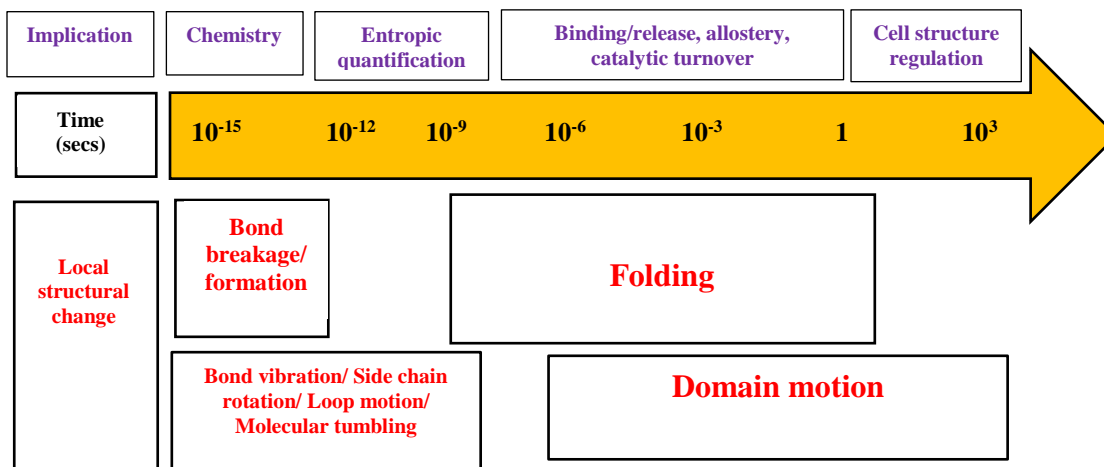 Implication
Chemistry
Entropic
quantification
Binding/release, allostery,
catalytic turnover
Cell structure
regulation
Time
(secs)
10⁻¹⁵
10⁻¹²
10⁻⁹
10⁻⁶
10⁻³
1
10³
Local
structural
change
Bond
breakage/
formation
Folding
Bond vibration/ Side chain
rotation/ Loop motion/
Molecular tumbling
Domain motion